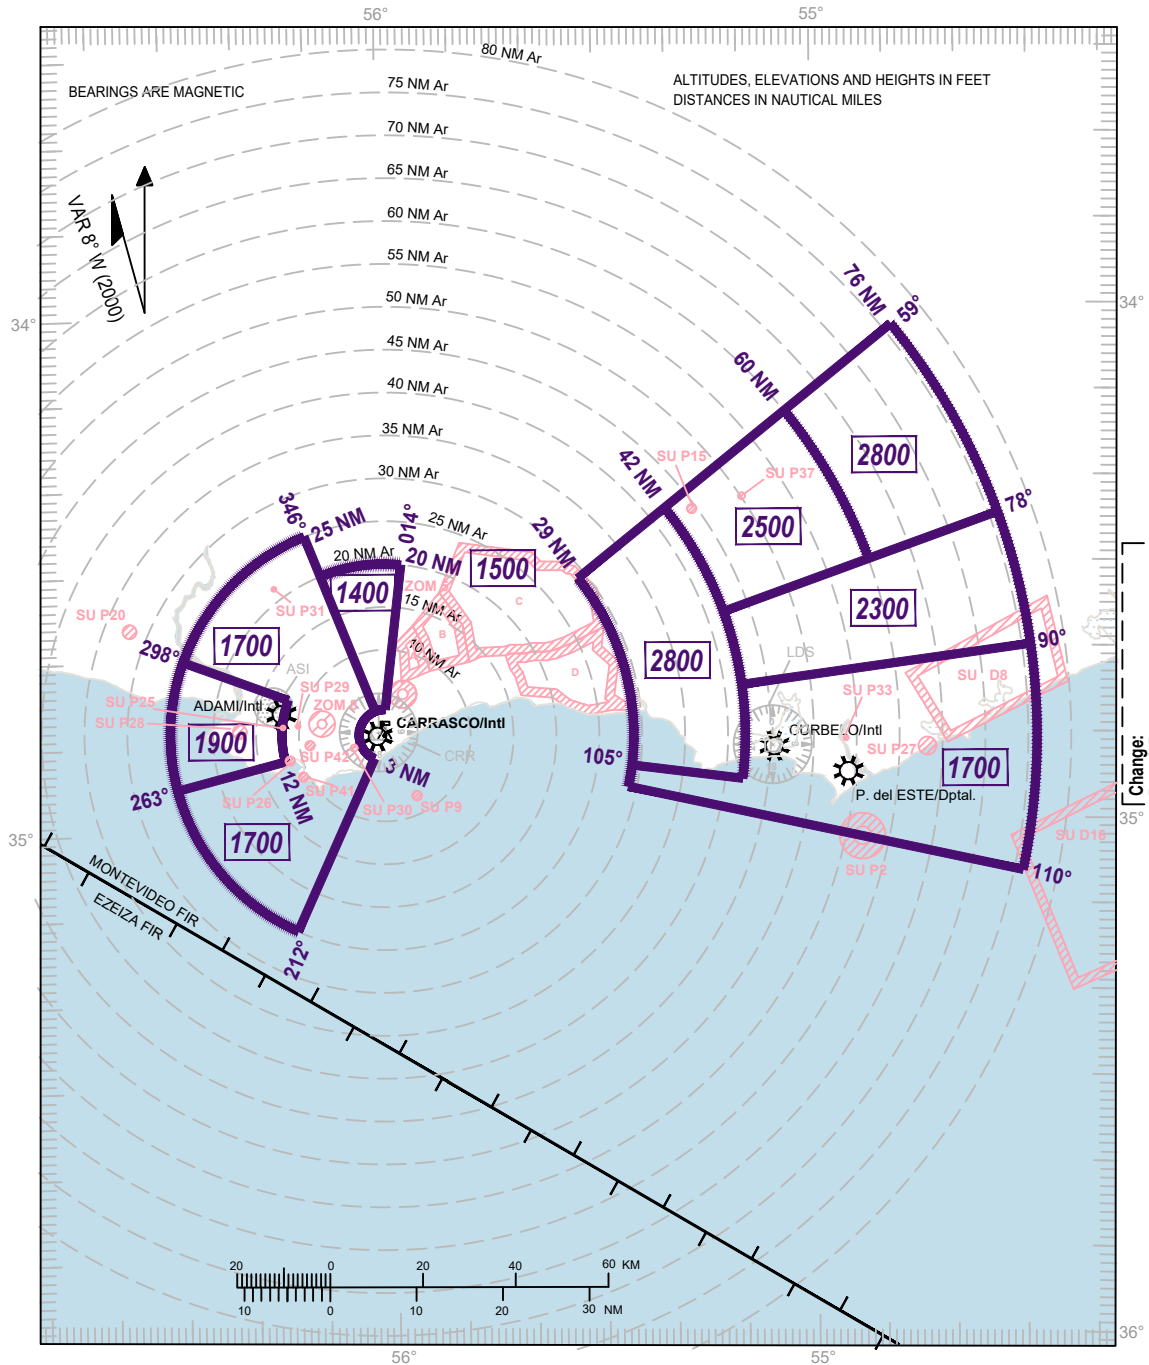 56°
55°
80 NM Ar
BEARINGS ARE MAGNETIC
75 NM Ar
ALTITUDES, ELEVATIONS AND HEIGHTS IN FEET
DISTANCES IN NAUTICAL MILES
70 NM Ar
65 NM Ar
VAR 8° W (2000)
60 NM Ar
55 NM Ar
50 NM Ar
76 NM
59°
34°
34°
45 NM Ar
60 NM
40 NM Ar
35 NM Ar
2800
42 NM
SU P15
30 NM Ar
SU P37
346°
25 NM
014°
25 NM Ar
29 NM
2500
78°
20 NM Ar
20 NM
1500
1400
ZOM
SU P31
15 NM Ar
C
2300
SU P20
B
1700
10 NM Ar
90°
298°
ASI
2800
LDS
D
SU D8
SU P29
SU P33
SU P25
ADAMI/Intl
ZOM
SU P28
CARRASCO/Intl
CURBELO/Intl
1900
SU P42
CRR
105°
SU P27
1700
3 NM
Change:
263°
SU P26
12 NM
SU P41
SU P30
SU P9
P. del ESTE/Dptal.
35°
1700
35°
SU D16
SU P2
110°
MONTEVIDEO FIR
EZEIZA FIR
212°
20 0 20 40 60 KM
10 0 10 20 30 NM
36°
56°
55°